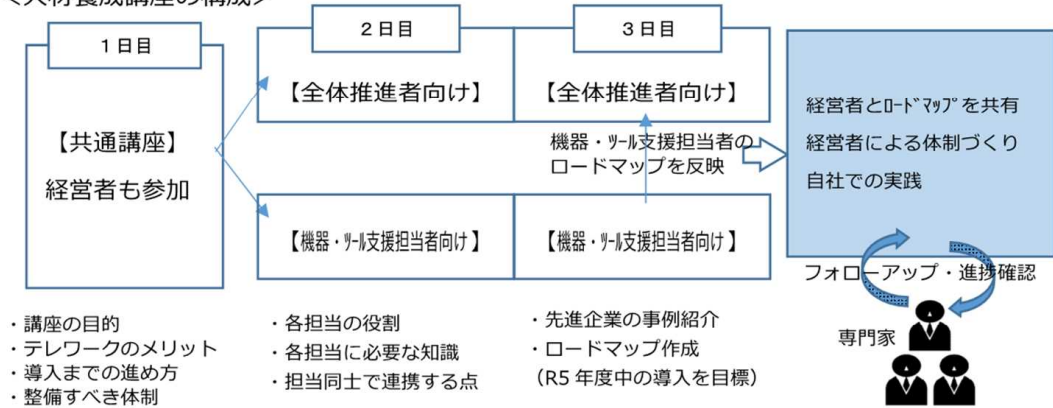 ＜人材養成講座の構成＞
１日目
【共通講座】
経営者も参加
２日目
【全体推進者向け】
３日目
【全体推進者向け】
機器・ﾂｰﾙ支援担当者の
ロードマップを反映
【機器・ﾂｰﾙ支援担当者向け】
【機器・ﾂｰﾙ支援担当者向け】
経営者とﾛｰﾄﾞﾏｯﾌﾟを共有
経営者による体制づくり
自社での実践
フォローアップ・進捗確認
専門家
・講座の目的
・テレワークのメリット
・導入までの進め方
・整備すべき体制
・各担当の役割
・各担当に必要な知識
・担当同士で連携する点
・先進企業の事例紹介
・ロードマップ作成
（R5 年度中の導入を目標）